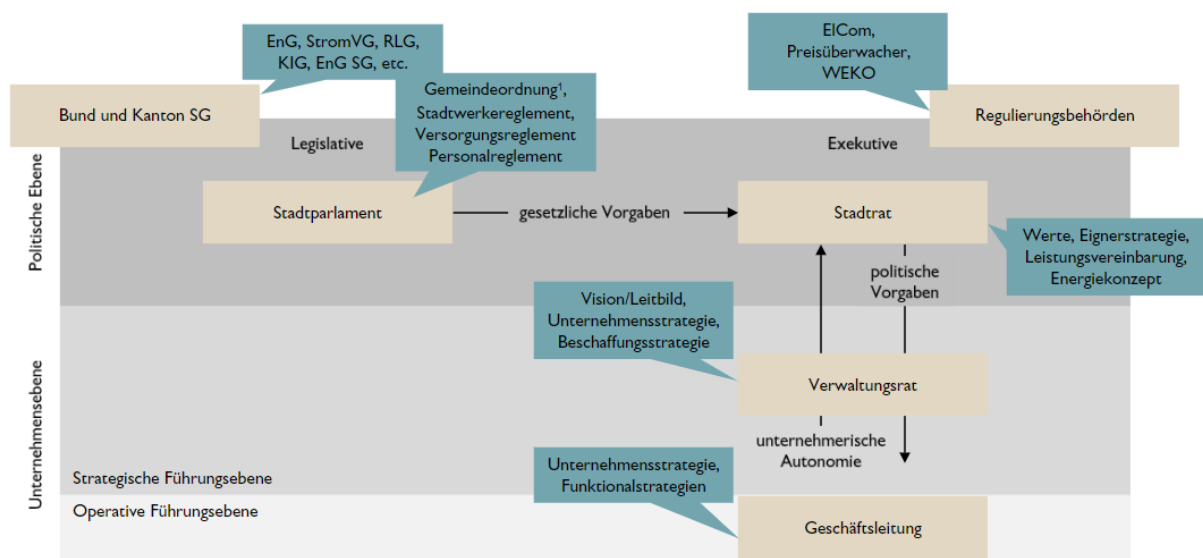 EnG, StromVG, RLG,
KIG, EnG SG, etc.
ElCom,
Preisüberwacher,
WEKO
Bund und Kanton SG
Gemeindeordnung¹,
Stadtwerkereglement,
Versorgungsreglement
Personalreglement
Regulierungsbehörden
Legislative
Exekutive
Politische Ebene
Stadtparlament
gesetzliche Vorgaben
Stadtrat
Werte, Eignerstrategie,
Leistungsvereinbarung,
Energiekonzept
politische
Vorgaben
Vision/Leitbild,
Unternehmensstrategie,
Beschaffungsstrategie
Unternehmensebene
Verwaltungsrat
unternehmerische
Autonomie
Strategische Führungsebene
Unternehmensstrategie,
Funktionalstrategien
Operative Führungsebene
Geschäftsleitung